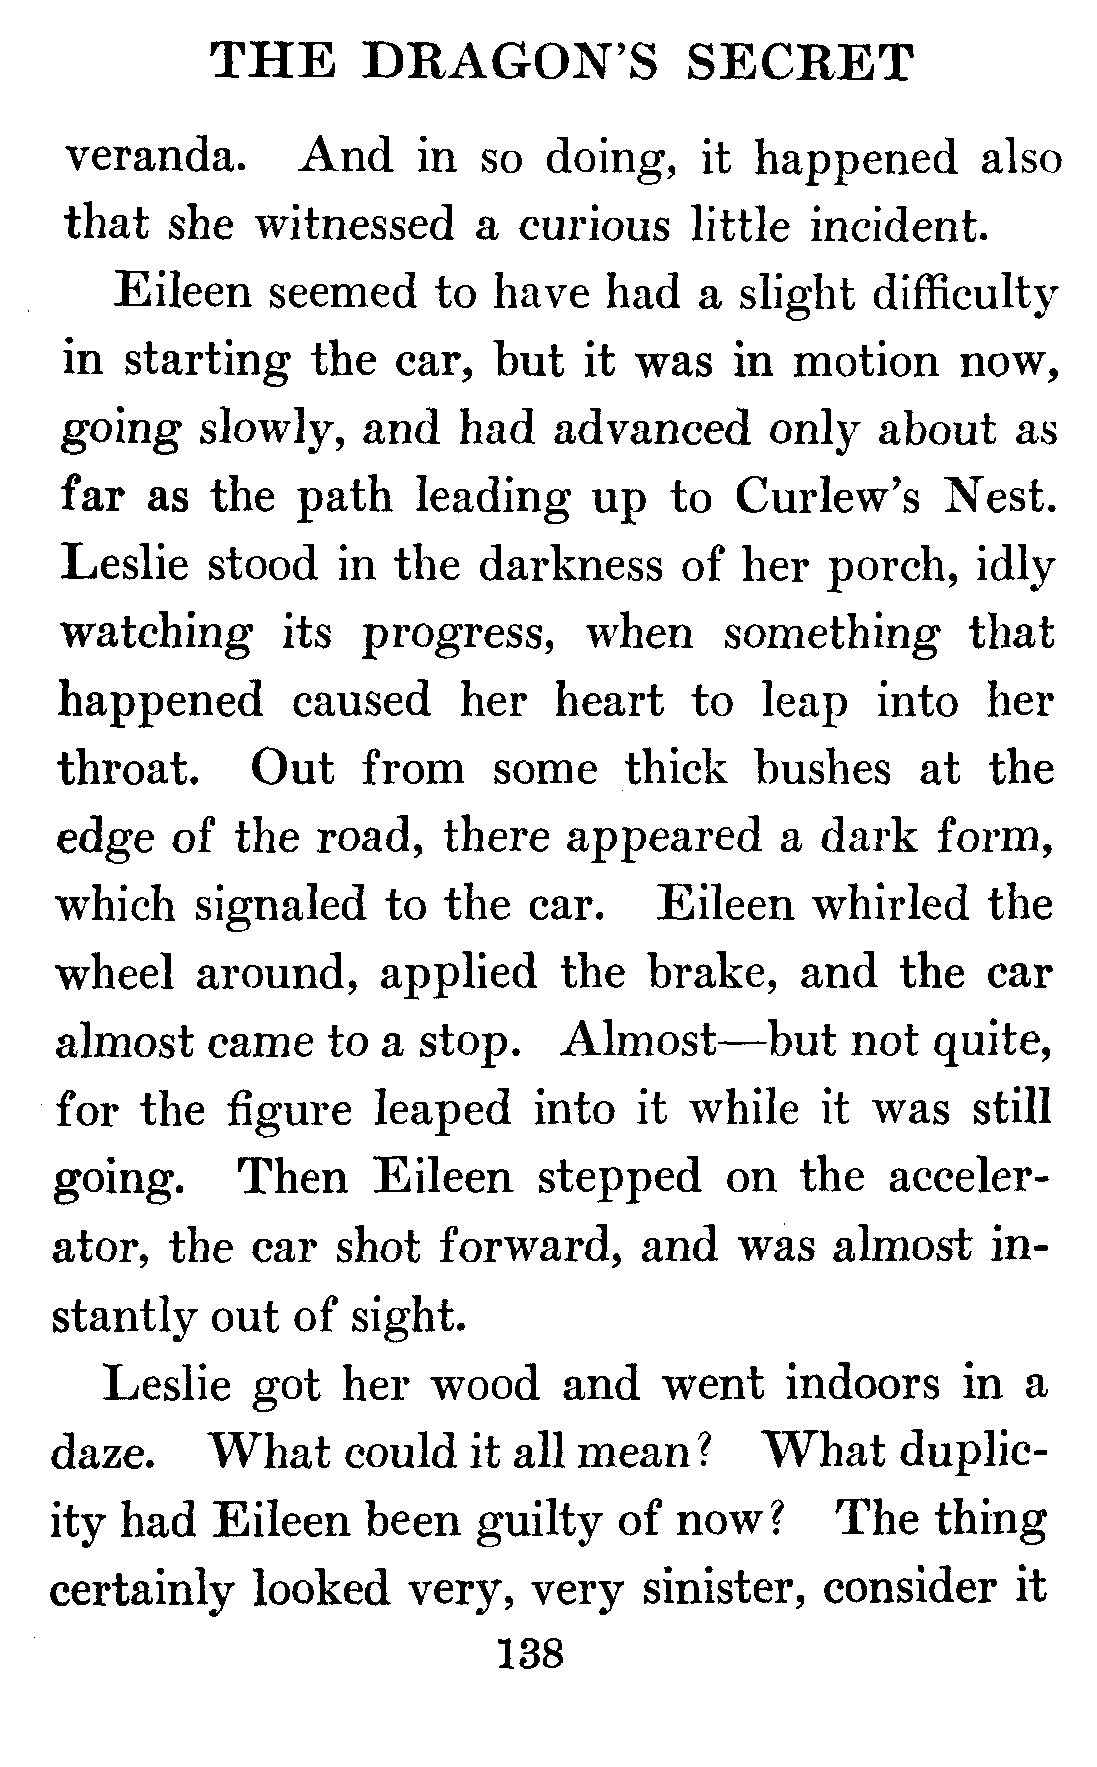 THE DRAGON'S SECRET
veranda. And in so doing, it happened also
that she witnessed a curious little incident.
Eileen seemed to have had a slight difficulty
in starting the car, but it was in motion now,
going slowly, and had advanced only about as
far as the path leading up to Curlew's Nest.
Leslie stood in the darkness of her porch, idly
watching its progress, when something that
happened caused her heart to leap into her
throat. Out from some thick bushes at the
edge of the road, there appeared a dark form,
which signaled to the car. Eileen whirled the
wheel around, applied the brake, and the car
almost came to a stop. Almost—but not quite,
for the figure leaped into it while it was still
going. Then Eileen stepped on the acceler-
ator, the car shot forward, and was almost in-
stantly out of sight.
Leslie got her wood and went indoors in a
daze. What could it all mean? What duplic-
ity had Eileen been guilty of now? The thing
certainly looked very, very sinister, consider it
138